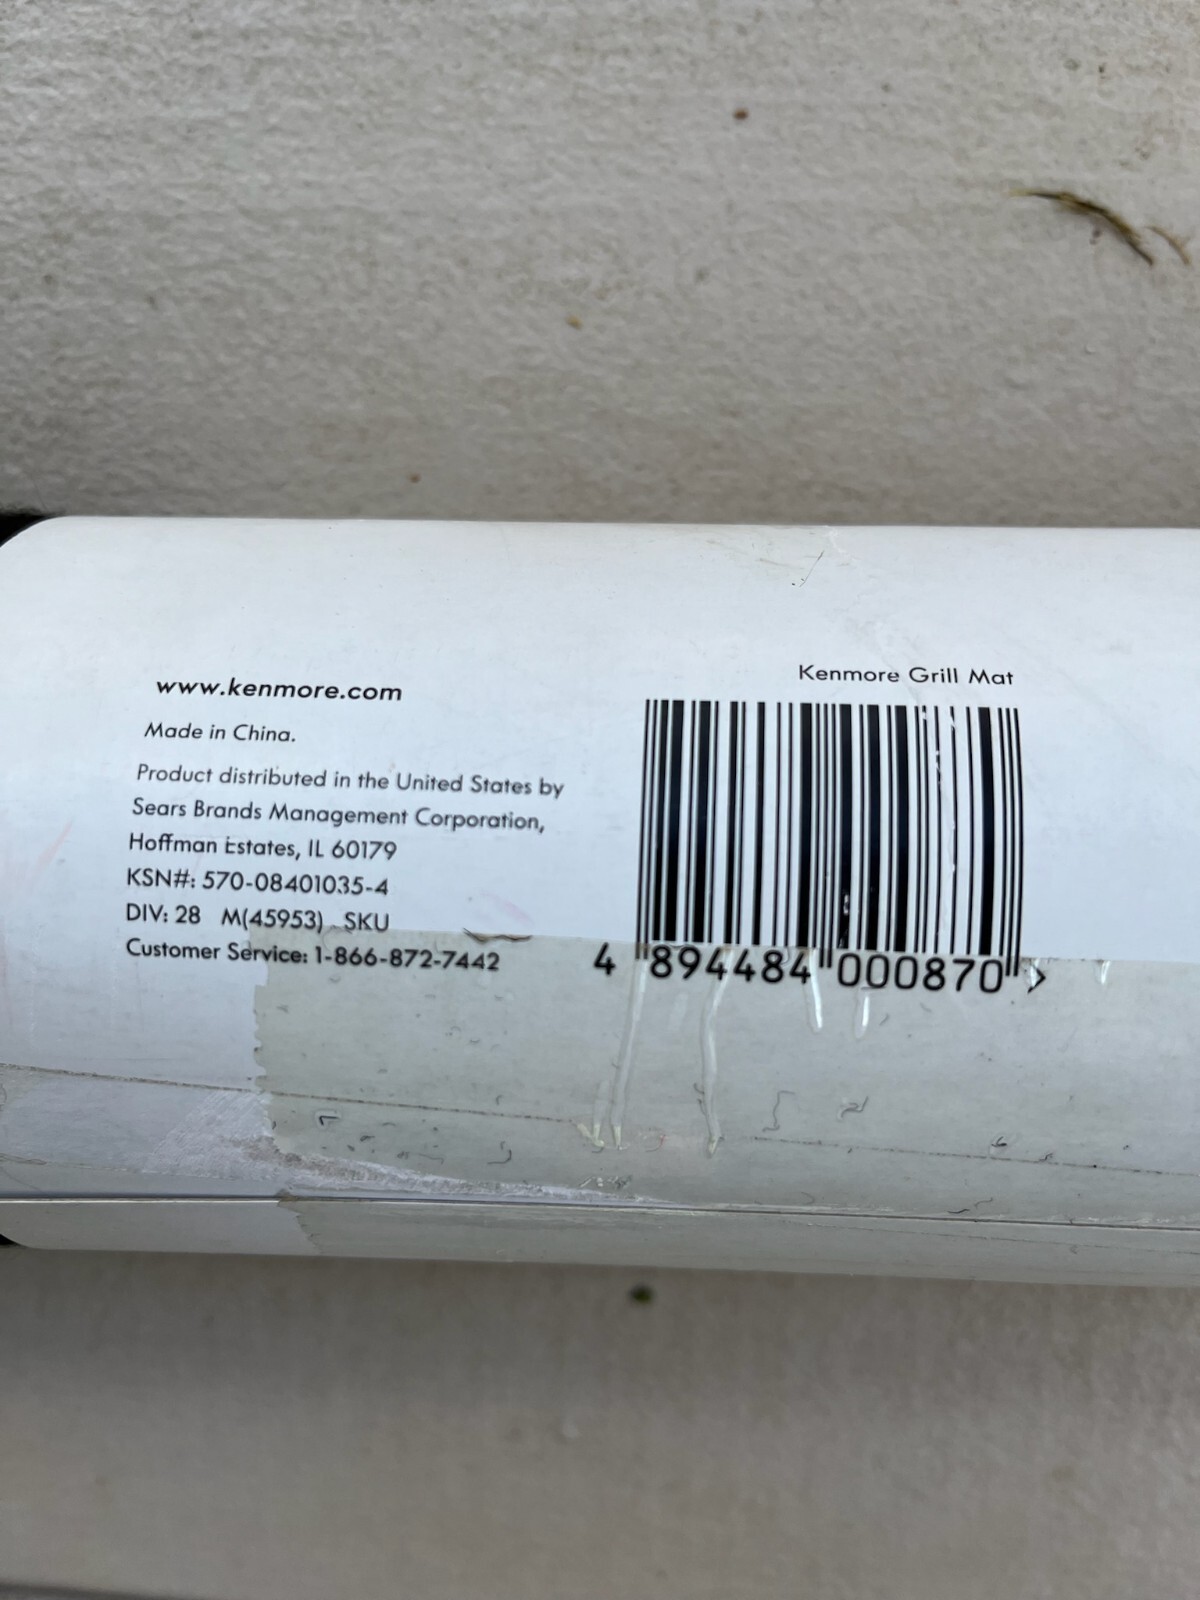 www.kenmore.com
Made in China.
Product distributed in the United States by
Sears Brands Management Corporation,
Hoffman Estates, IL 60179
KSN#: 570-08401035-4
DIV: 28 M(45953) SKU
Customer Service: 1-866-872-7442
Kenmore Grill Mat
4 894484 000870 >